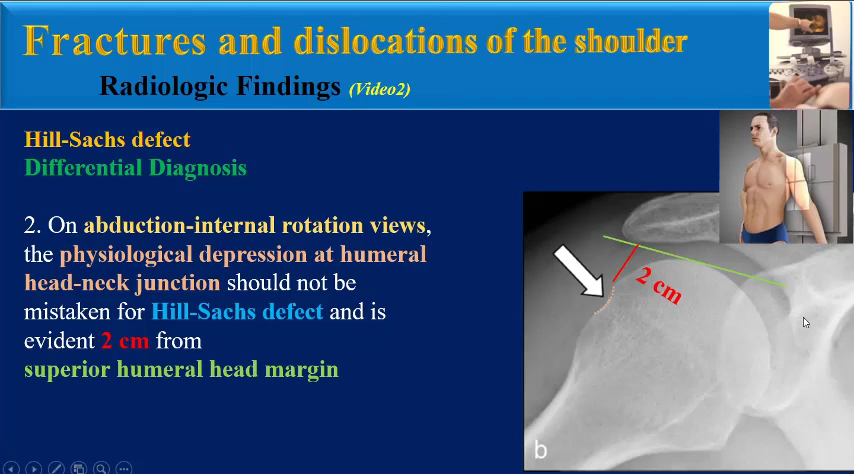 Fractures and dislocations of the shoulder
Radiologic Findings (Video2)
Hill-Sachs defect
Differential Diagnosis
2. On abduction-internal rotation views,
the physiological depression at humeral
head-neck junction should not be
mistaken for Hill-Sachs defect and is
evident 2 cm from
superior humeral head margin
2 cm
b